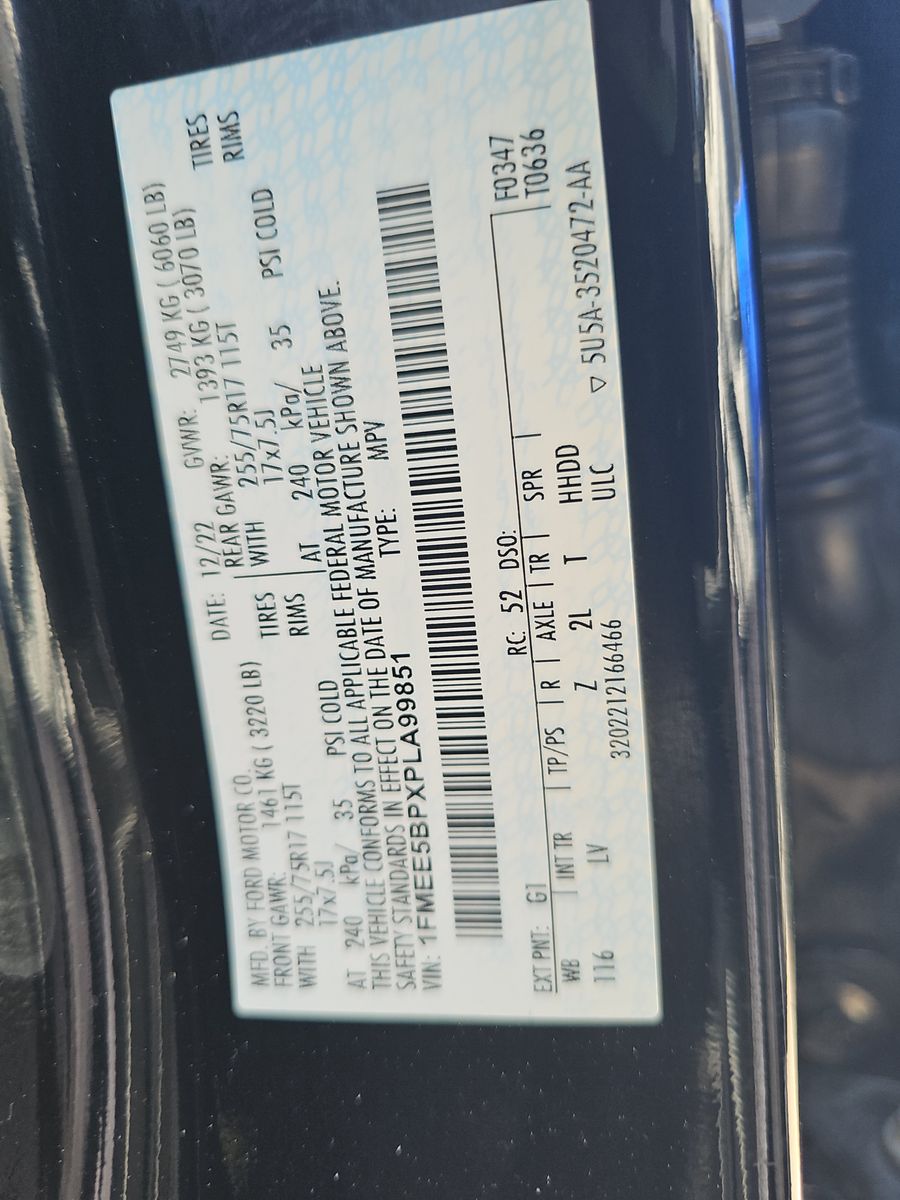 MFD. BY FORD MOTOR CO. DATE: 12/22 GVWR: 2749 KG ( 6060 LB)
FRONT GAWR: 1461 KG ( 3220 LB) REAR GAWR: 1393 KG ( 3070 LB)
WITH 255/75R17 115T TIRES WITH 255/75R17 115T TIRES
17x7.5J RIMS 17x7.5J RIMS
AT 240 kPa/ 35 PSI COLD AT 240 kPa/ 35 PSI COLD
THIS VEHICLE CONFORMS TO ALL APPLICABLE FEDERAL MOTOR VEHICLE
SAFETY STANDARDS IN EFFECT ON THE DATE OF MANUFACTURE SHOWN ABOVE.
VIN: 1FMEE5BPXPLA99851 TYPE: MPV
F0347
T0636
EXT PNT: G1 RC: 52 DSO:
WB INT TR TP/PS R AXLE TR SPR
116 LV Z 2L T HHDD
3202212166466 ULC
▽ 5U5A-3520472-AA